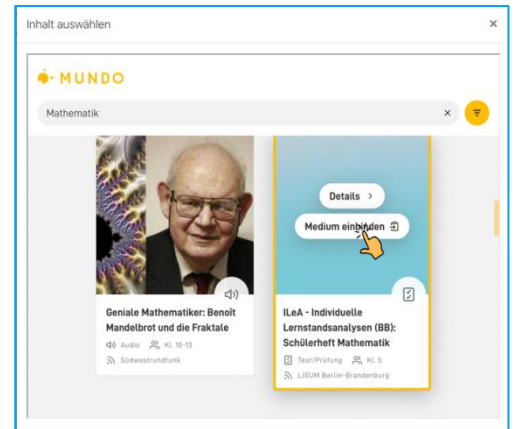 Inhalt auswählen ×
MUNDO
Mathematik ×
Details >
Medium einbinden
Geniale Mathematiker: Benoît
Mandelbrot und die Fraktale
Audio Kl. 10-13
Südwestrundfunk
ILeA - Individuelle
Lernstandsanalysen (BB):
Schülerheft Mathematik
Test/Prüfung Kl. 5
LISUM Berlin-Brandenburg